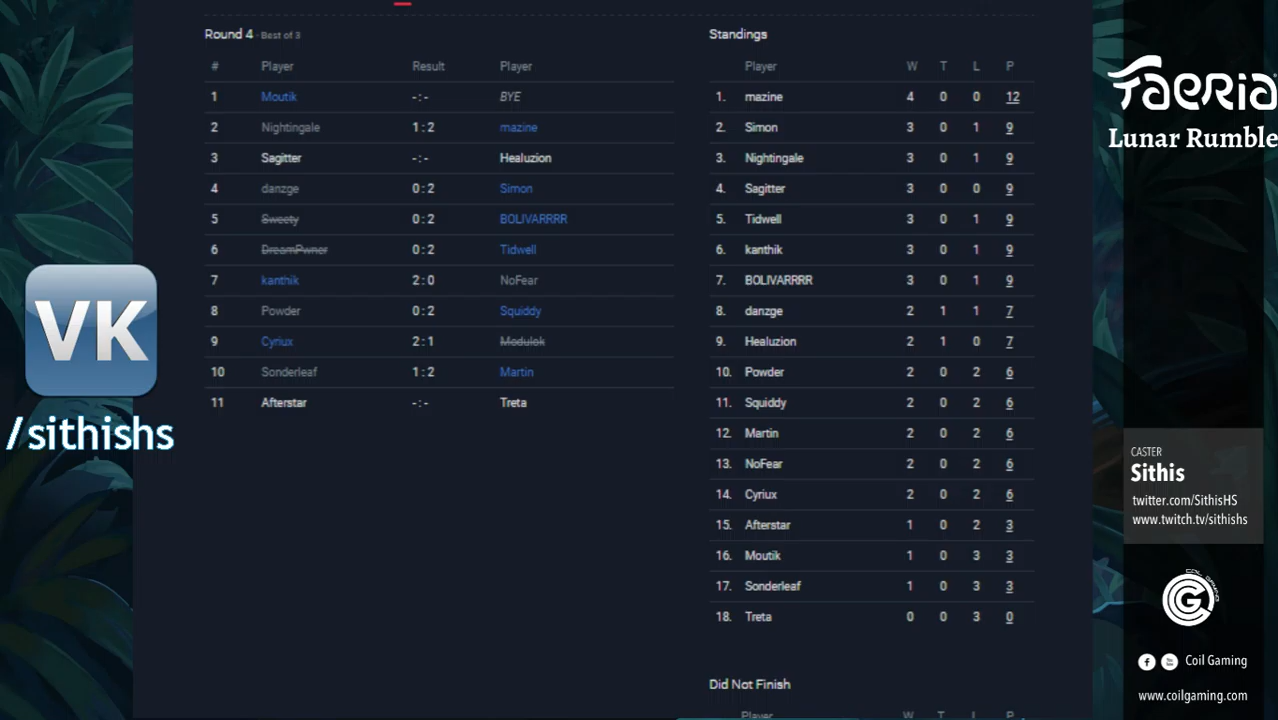 Round 4 - Best of 3
# Player Result Player
1 Moutik -:- BYE
2 Nightingale 1:2 mazine
3 Sagitter -:- Healuzion
4 danzge 0:2 Simon
5 Sweety 0:2 BOLIVARRRR
6 DreamPwner 0:2 Tidwell
7 kanthik 2:0 NoFear
8 Powder 0:2 Squiddy
9 Cyriux 2:1 Modulok
10 Sonderleaf 1:2 Martin
11 Afterstar -:- Treta
Standings
Player W T L P
1. mazine 4 0 0 12
2. Simon 3 0 1 9
3. Nightingale 3 0 1 9
4. Sagitter 3 0 0 9
5. Tidwell 3 0 1 9
6. kanthik 3 0 1 9
7. BOLIVARRRR 3 0 1 9
8. danzge 2 1 1 7
9. Healuzion 2 1 0 7
10. Powder 2 0 2 6
11. Squiddy 2 0 2 6
12. Martin 2 0 2 6
13. NoFear 2 0 2 6
14. Cyriux 2 0 2 6
15. Afterstar 1 0 2 3
16. Moutik 1 0 3 3
17. Sonderleaf 1 0 3 3
18. Treta 0 0 3 0
Did Not Finish
Player W T L P
VK
/sithishs
Faeria
Lunar Rumble
CASTER
Sithis
twitter.com/SithisHS
www.twitch.tv/sithishs
COIL GAMING
Coil Gaming
www.coilgaming.com